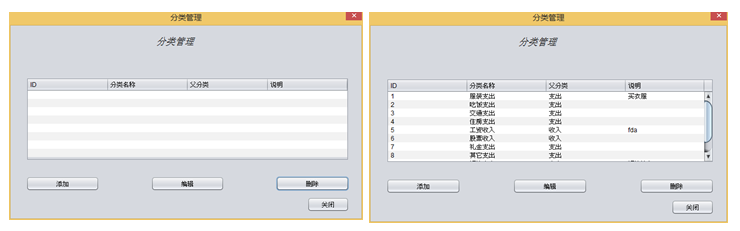 分类管理
分类管理
ID 分类名称 父分类 说明
添加 编辑 删除
关闭
分类管理
分类管理
ID 分类名称 父分类 说明
1 服装支出 支出 买衣服
2 吃饭支出 支出
3 交通支出 支出
4 住房支出 支出
5 工资收入 收入 fda
6 股票收入 收入
7 礼金支出 支出
8 其它支出 支出
添加 编辑 删除
关闭